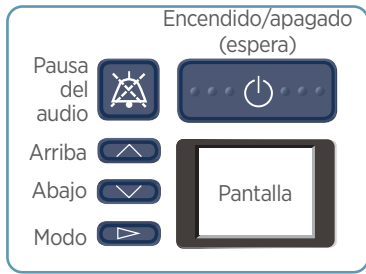 Encendido/apagado
(espera)
Pausa
del
audio
Arriba
Abajo
Pantalla
Modo